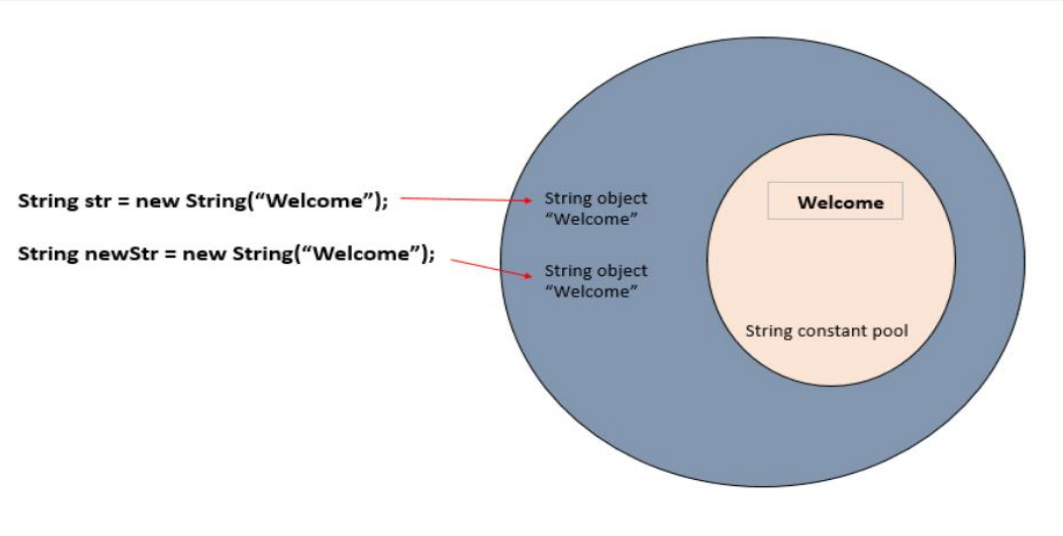 String str = new String(“Welcome”);
String newStr = new String(“Welcome”);
String object
“Welcome”
String object
“Welcome”
Welcome
String constant pool